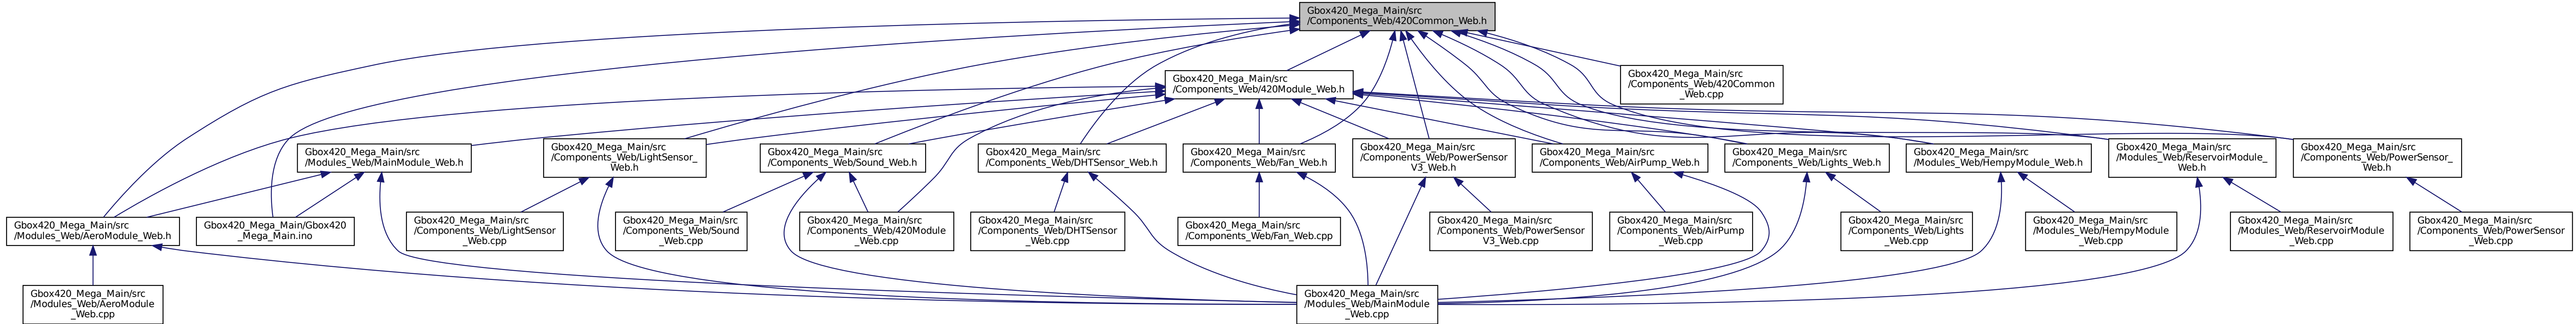 Gbox420_Mega_Main/src
/Components_Web/420Common_Web.h
Gbox420_Mega_Main/src
/Components_Web/420Common
_Web.cpp
Gbox420_Mega_Main/src
/Components_Web/420Module_Web.h
Gbox420_Mega_Main/src
/Modules_Web/MainModule_Web.h
Gbox420_Mega_Main/src
/Components_Web/LightSensor_
Web.h
Gbox420_Mega_Main/src
/Components_Web/Sound_Web.h
Gbox420_Mega_Main/src
/Components_Web/DHTSensor_Web.h
Gbox420_Mega_Main/src
/Components_Web/Fan_Web.h
Gbox420_Mega_Main/src
/Components_Web/PowerSensor
V3_Web.h
Gbox420_Mega_Main/src
/Components_Web/AirPump_Web.h
Gbox420_Mega_Main/src
/Components_Web/Lights_Web.h
Gbox420_Mega_Main/src
/Modules_Web/HempyModule_Web.h
Gbox420_Mega_Main/src
/Modules_Web/ReservoirModule_
Web.h
Gbox420_Mega_Main/src
/Components_Web/PowerSensor_
Web.h
Gbox420_Mega_Main/src
/Modules_Web/AeroModule_Web.h
Gbox420_Mega_Main/Gbox420
_Mega_Main.ino
Gbox420_Mega_Main/src
/Components_Web/LightSensor
_Web.cpp
Gbox420_Mega_Main/src
/Components_Web/Sound
_Web.cpp
Gbox420_Mega_Main/src
/Components_Web/420Module
_Web.cpp
Gbox420_Mega_Main/src
/Components_Web/DHTSensor
_Web.cpp
Gbox420_Mega_Main/src
/Components_Web/Fan_Web.cpp
Gbox420_Mega_Main/src
/Components_Web/PowerSensor
V3_Web.cpp
Gbox420_Mega_Main/src
/Components_Web/AirPump
_Web.cpp
Gbox420_Mega_Main/src
/Components_Web/Lights
_Web.cpp
Gbox420_Mega_Main/src
/Modules_Web/HempyModule
_Web.cpp
Gbox420_Mega_Main/src
/Modules_Web/ReservoirModule
_Web.cpp
Gbox420_Mega_Main/src
/Components_Web/PowerSensor
_Web.cpp
Gbox420_Mega_Main/src
/Modules_Web/AeroModule
_Web.cpp
Gbox420_Mega_Main/src
/Modules_Web/MainModule
_Web.cpp